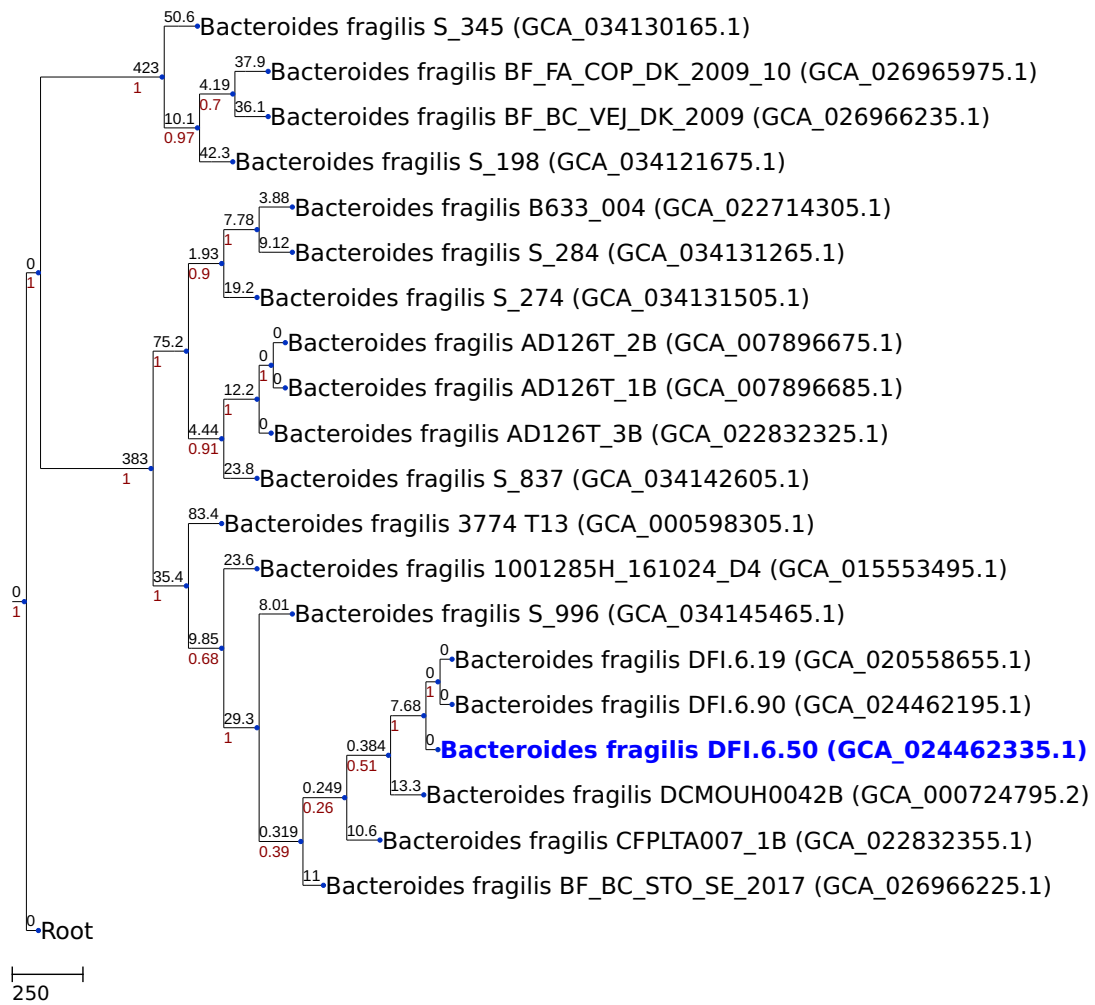 50.6
Bacteroides fragilis S_345 (GCA_034130165.1)
423
1
37.9
Bacteroides fragilis BF_FA_COP_DK_2009_10 (GCA_026965975.1)
4.19
0.7
36.1
Bacteroides fragilis BF_BC_VEJ_DK_2009 (GCA_026966235.1)
10.1
0.97
42.3
Bacteroides fragilis S_198 (GCA_034121675.1)
3.88
Bacteroides fragilis B633_004 (GCA_022714305.1)
7.78
1
9.12
Bacteroides fragilis S_284 (GCA_034131265.1)
1.93
0.9
0
1
19.2
Bacteroides fragilis S_274 (GCA_034131505.1)
0
Bacteroides fragilis AD126T_2B (GCA_007896675.1)
75.2
1
0
1
0
Bacteroides fragilis AD126T_1B (GCA_007896685.1)
12.2
1
0
Bacteroides fragilis AD126T_3B (GCA_022832325.1)
4.44
0.91
383
1
23.8
Bacteroides fragilis S_837 (GCA_034142605.1)
83.4
Bacteroides fragilis 3774 T13 (GCA_000598305.1)
23.6
Bacteroides fragilis 1001285H_161024_D4 (GCA_015553495.1)
35.4
1
0
1
8.01
Bacteroides fragilis S_996 (GCA_034145465.1)
9.85
0.68
0
Bacteroides fragilis DFI.6.19 (GCA_020558655.1)
0
1
0
Bacteroides fragilis DFI.6.90 (GCA_024462195.1)
7.68
1
29.3
1
0
Bacteroides fragilis DFI.6.50 (GCA_024462335.1)
0.384
0.51
13.3
Bacteroides fragilis DCMOUH0042B (GCA_000724795.2)
0.249
0.26
10.6
Bacteroides fragilis CFPLTA007_1B (GCA_022832355.1)
0.319
0.39
11
Bacteroides fragilis BF_BC_STO_SE_2017 (GCA_026966225.1)
0
Root
250